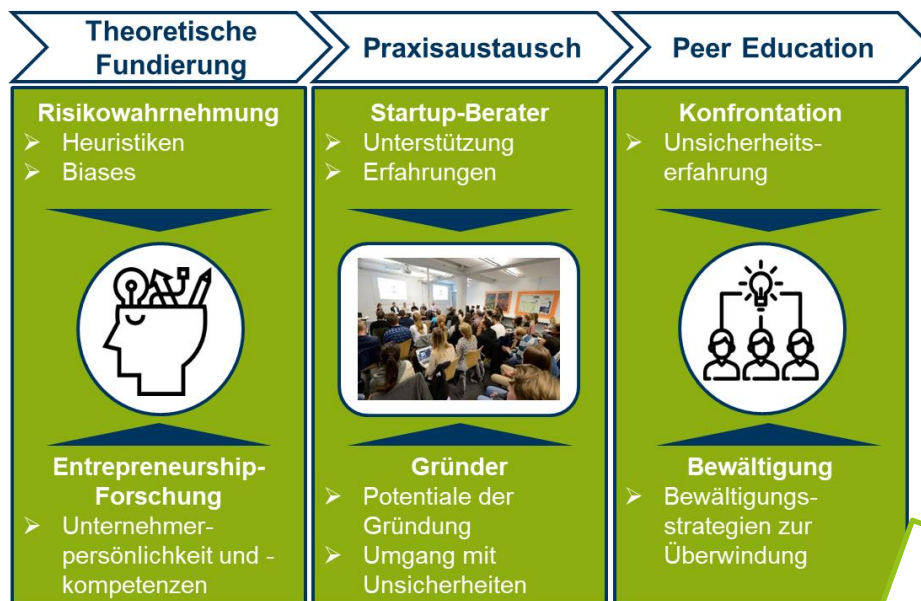 Theoretische
Fundierung
Praxisaustausch
Peer Education
Risikowahrnehmung
➢ Heuristiken
➢ Biases
Entrepreneurship-
Forschung
➢ Unternehmer-
persönlichkeit und -
kompetenzen
Startup-Berater
➢ Unterstützung
➢ Erfahrungen
Gründer
➢ Potentiale der
Gründung
➢ Umgang mit
Unsicherheiten
Konfrontation
➢ Unsicherheits-
erfahrung
Bewältigung
➢ Bewältigungs-
strategien zur
Überwindung